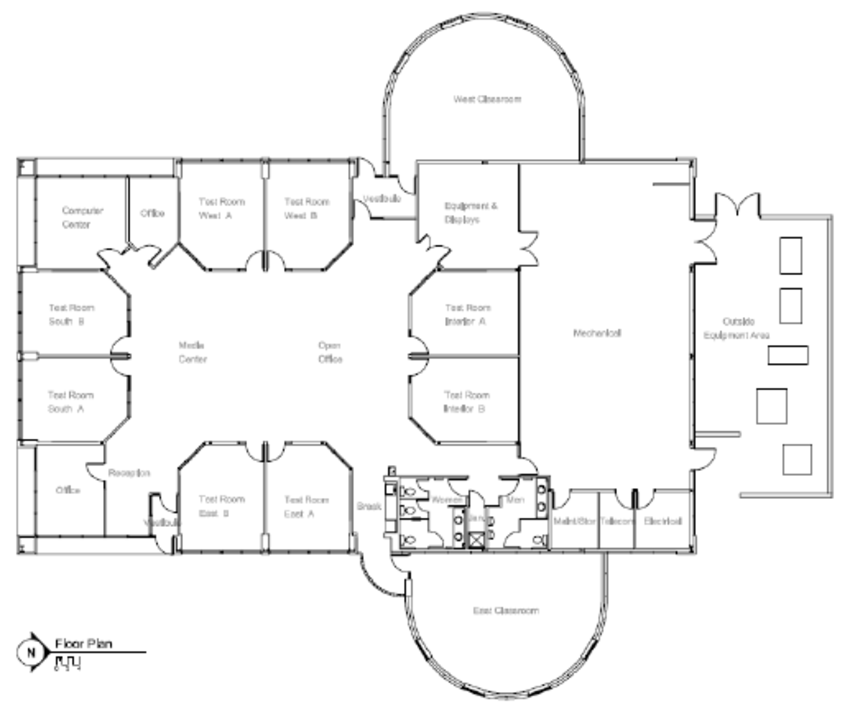 West Classroom
Computer
Center
Office
Test Room
West A
Test Room
West B
Vestibule
Equipment &
Displays
Test Room
South B
Media
Center
Open
Office
Test Room
Interior A
Mechanical
Outside
Equipment Area
Test Room
South A
Test Room
Interior B
Office
Reception
Vestibule
Test Room
East B
Test Room
East A
Break
Women
Jan.
Men
Maint/Stor
Telecom
Electrical
East Classroom
N
Floor Plan